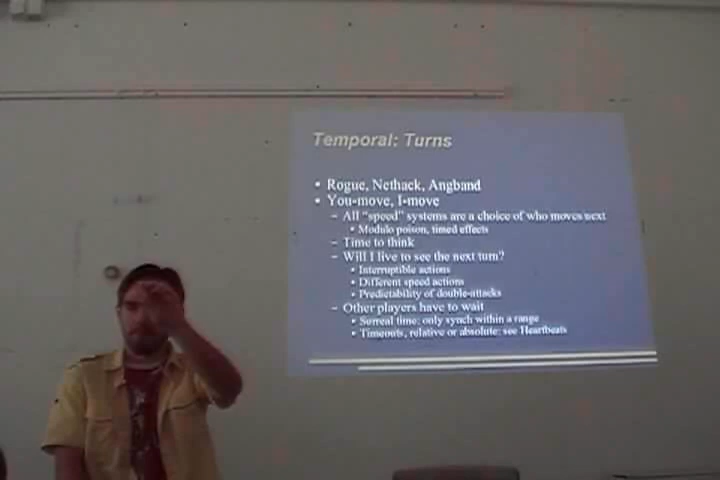 Temporal: Turns
• Rogue, Nethack, Angband
• You-move, I-move
– All "speed" systems are a choice of who moves next
• Modulo poison, timed effects
– Time to think
– Will I live to see the next turn?
• Interruptible actions
• Different speed actions
• Predictability of double-attacks
– Other players have to wait
• Surreal time: only synch within a range
• Timeouts, relative or absolute: see Heartbeats